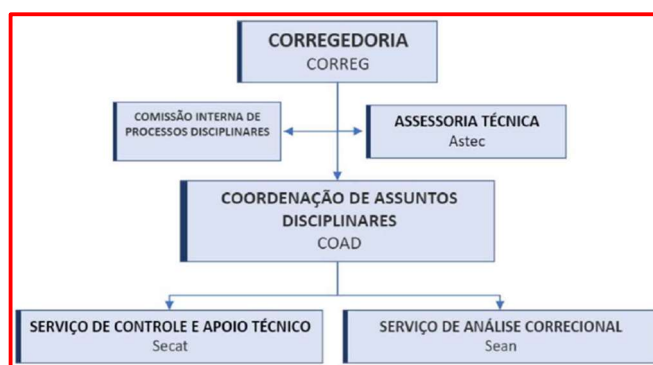 CORREGEDORIA
CORREG
COMISSÃO INTERNA DE
PROCESSOS DISCIPLINARES
ASSESSORIA TÉCNICA
Astec
COORDENAÇÃO DE ASSUNTOS
DISCIPLINARES
COAD
SERVIÇO DE CONTROLE E APOIO TÉCNICO
Secat
SERVIÇO DE ANÁLISE CORRECIONAL
Sean